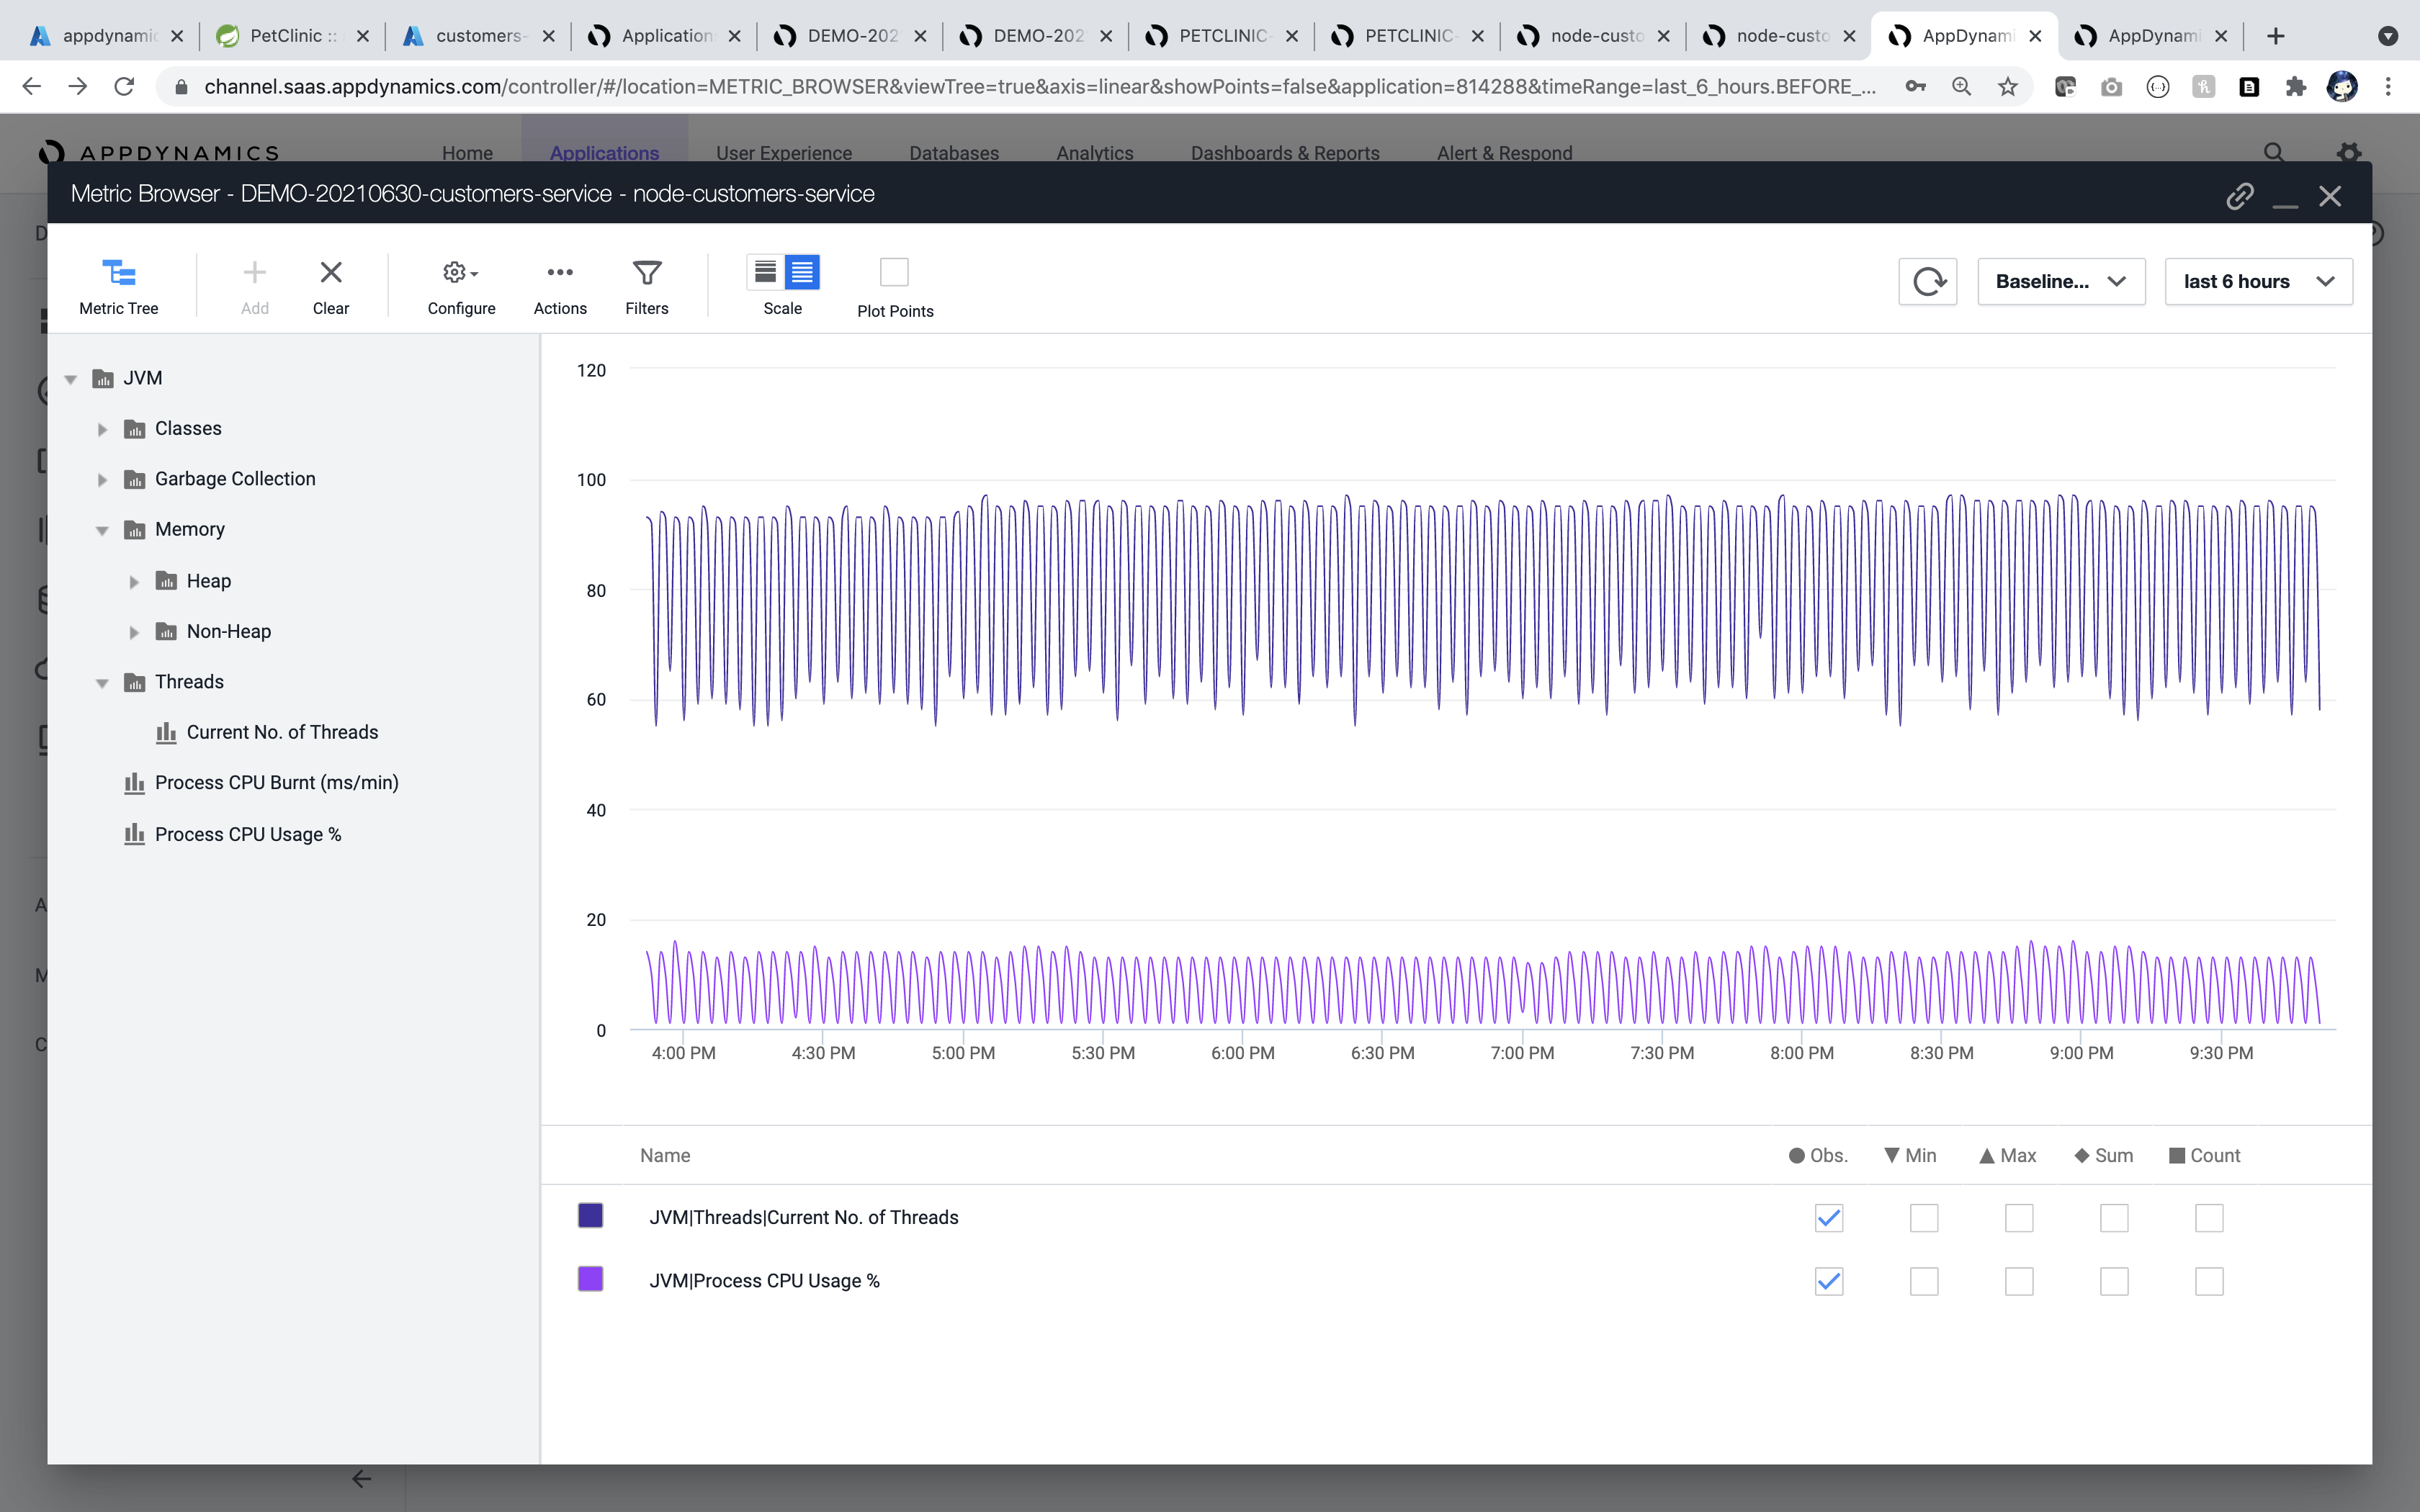 appdynamic
PetClinic ::
customers-
Application
DEMO-202
DEMO-202
PETCLINIC-
PETCLINIC-
node-custo
node-custo
AppDynami
AppDynami
channel.saas.appdynamics.com/controller/#/location=METRIC_BROWSER&viewTree=true&axis=linear&showPoints=false&application=814288&timeRange=last_6_hours.BEFORE_...
APPDYNAMICS
Home
Applications
User Experience
Databases
Analytics
Dashboards & Reports
Alert & Respond
Metric Browser - DEMO-20210630-customers-service - node-customers-service
Metric Tree
Add
Clear
Configure
Actions
Filters
Scale
Plot Points
Baseline...
last 6 hours
JVM
Classes
Garbage Collection
Memory
Heap
Non-Heap
Threads
Current No. of Threads
Process CPU Burnt (ms/min)
Process CPU Usage %
120
100
80
60
40
20
0
4:00 PM
4:30 PM
5:00 PM
5:30 PM
6:00 PM
6:30 PM
7:00 PM
7:30 PM
8:00 PM
8:30 PM
9:00 PM
9:30 PM
Name
Obs.
Min
Max
Sum
Count
JVM|Threads|Current No. of Threads
JVM|Process CPU Usage %